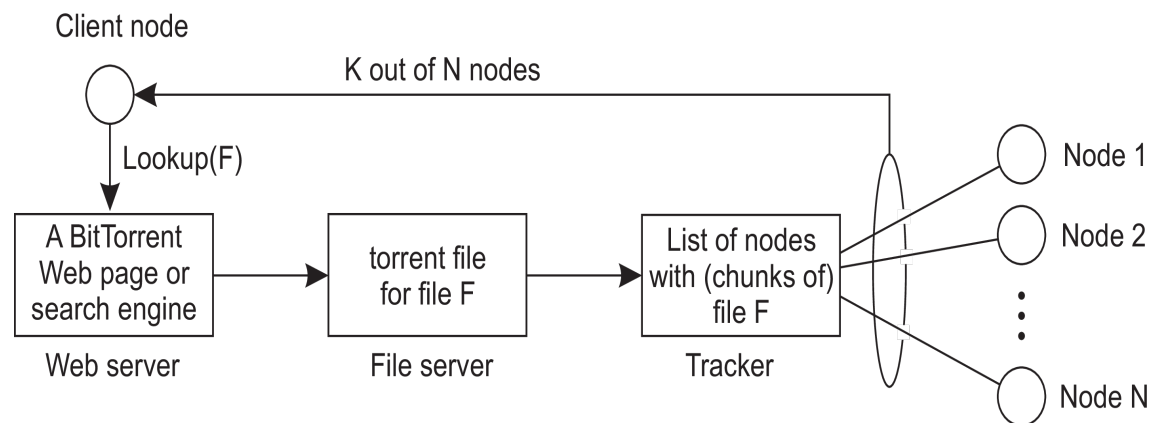 Client node
K out of N nodes
Lookup(F)
Node 1
A BitTorrent
Web page or
search engine
torrent file
for file F
List of nodes
with (chunks of)
file F
Node 2
Web server
File server
Tracker
Node N